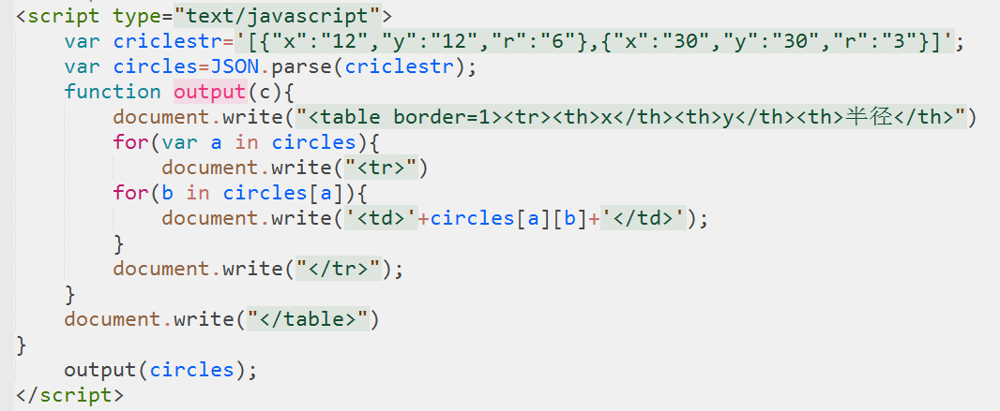 <script type="text/javascript">
    var criclestr='[{"x":"12","y":"12","r":"6"},{"x":"30","y":"30","r":"3"}]';
    var circles=JSON.parse(criclestr);
    function output(c){
        document.write("<table border=1><tr><th>x</th><th>y</th><th>半径</th>")
        for(var a in circles){
            document.write("<tr>")
        for(b in circles[a]){
            document.write('<td>'+circles[a][b]+'</td>');
        }
        document.write("</tr>");
    }
    document.write("</table>")
}
    output(circles);
</script>